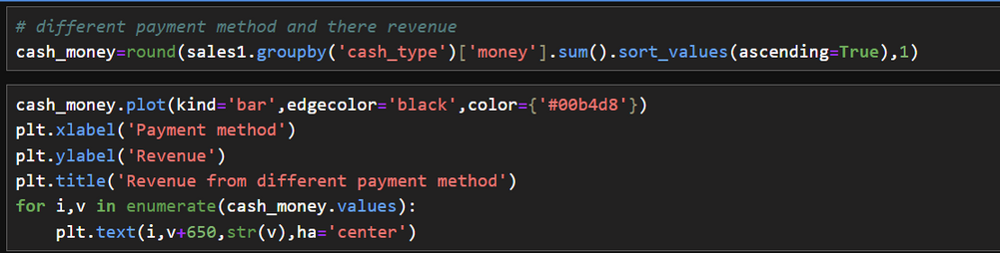 # different payment method and there revenue
cash_money=round(sales1.groupby('cash_type')['money'].sum().sort_values(ascending=True),1)
cash_money.plot(kind='bar',edgecolor='black',color={'#00b4d8'})
plt.xlabel('Payment method')
plt.ylabel('Revenue')
plt.title('Revenue from different payment method')
for i,v in enumerate(cash_money.values):
    plt.text(i,v+650,str(v),ha='center')